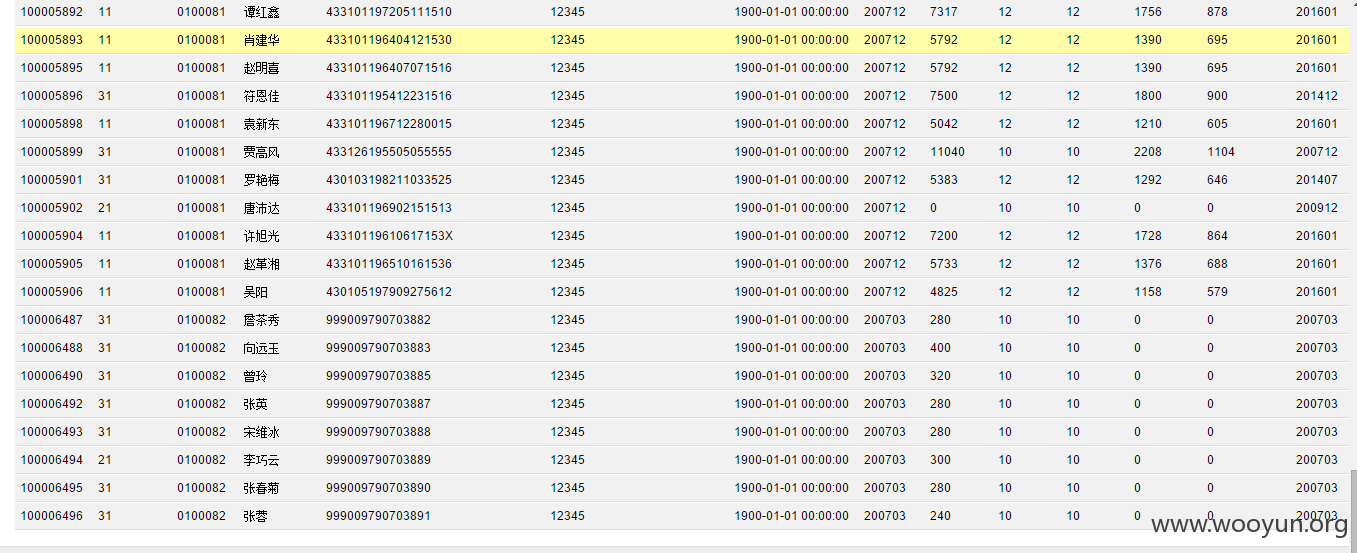 100005892 11 0100081 谭红鑫 433101197205111510 12345 1900-01-01 00:00:00 200712 7317 12 12 1756 878 201601
100005893 11 0100081 肖建华 433101196404121530 12345 1900-01-01 00:00:00 200712 5792 12 12 1390 695 201601
100005895 11 0100081 赵明喜 433101196407071516 12345 1900-01-01 00:00:00 200712 5792 12 12 1390 695 201601
100005896 31 0100081 符恩佳 433101195412231516 12345 1900-01-01 00:00:00 200712 7500 12 12 1800 900 201412
100005898 11 0100081 袁新东 433101196712280015 12345 1900-01-01 00:00:00 200712 5042 12 12 1210 605 201601
100005899 31 0100081 贾高风 433126195505055555 12345 1900-01-01 00:00:00 200712 11040 10 10 2208 1104 200712
100005901 31 0100081 罗艳梅 430103198211033525 12345 1900-01-01 00:00:00 200712 5383 12 12 1292 646 201407
100005902 21 0100081 唐沛达 433101196902151513 12345 1900-01-01 00:00:00 200712 0 10 10 0 0 200912
100005904 11 0100081 许旭光 43310119610617153X 12345 1900-01-01 00:00:00 200712 7200 12 12 1728 864 201601
100005905 11 0100081 赵革湘 433101196510161536 12345 1900-01-01 00:00:00 200712 5733 12 12 1376 688 201601
100005906 11 0100081 吴阳 430105197909275612 12345 1900-01-01 00:00:00 200712 4825 12 12 1158 579 201601
100006487 31 0100082 詹茶秀 999009790703882 12345 1900-01-01 00:00:00 200703 280 10 10 0 0 200703
100006488 31 0100082 向远玉 999009790703883 12345 1900-01-01 00:00:00 200703 400 10 10 0 0 200703
100006490 31 0100082 曾玲 999009790703885 12345 1900-01-01 00:00:00 200703 320 10 10 0 0 200703
100006492 31 0100082 张英 999009790703887 12345 1900-01-01 00:00:00 200703 280 10 10 0 0 200703
100006493 31 0100082 宋维冰 999009790703888 12345 1900-01-01 00:00:00 200703 280 10 10 0 0 200703
100006494 21 0100082 李巧云 999009790703889 12345 1900-01-01 00:00:00 200703 300 10 10 0 0 200703
100006495 31 0100082 张春菊 999009790703890 12345 1900-01-01 00:00:00 200703 280 10 10 0 0 200703
100006496 31 0100082 张蓉 999009790703891 12345 1900-01-01 00:00:00 200703 240 10 10 0 0 200703
www.wooyun.org